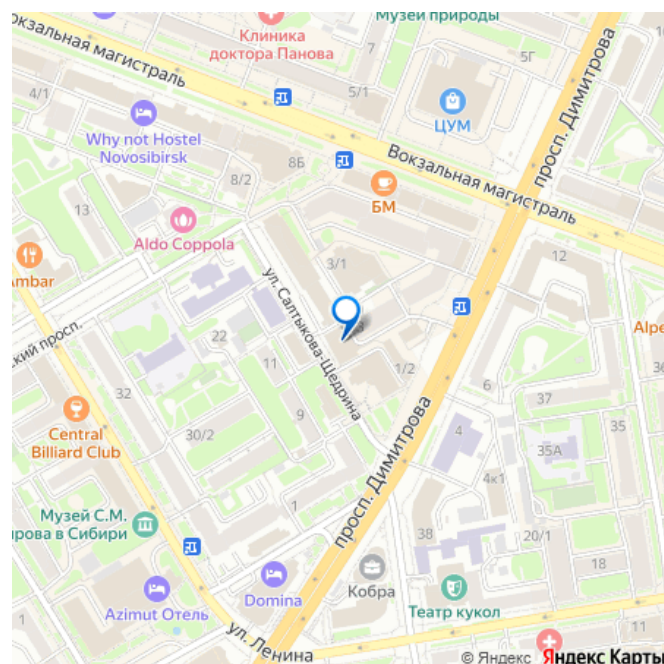 Музей природы
Клиника
доктора Панова
7
5Г
окзальная магистраль
4/1
5/1
ЦУМ
просп. Димитрова
Why not Hostel
Novosibirsk
8Б
Вокзальная магистраль
8/2
БМ
13
Aldo Coppola
12
Ambar
3/1
ул. Салтыкова-Щедрина
ский просп.
22
3
Alpe
11
1/2
36
32
6
37
9
просп. Димитрова
35
Central
Billiard Club
30/2
4
35А
4к1
1
Музей С.М.
ирова в Сибири
38
20/1
18
Azimut Отель
Domina
Кобра
Театр кукол
11
ул. Ленина
© Яндекс
Яндекс Карты